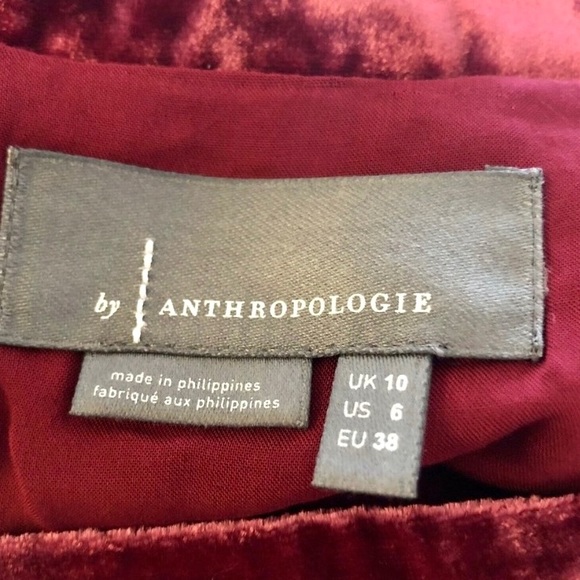 by ANTHROPOLOGIE
made in philippines
fabriqué aux philippines
UK 10
US 6
EU 38